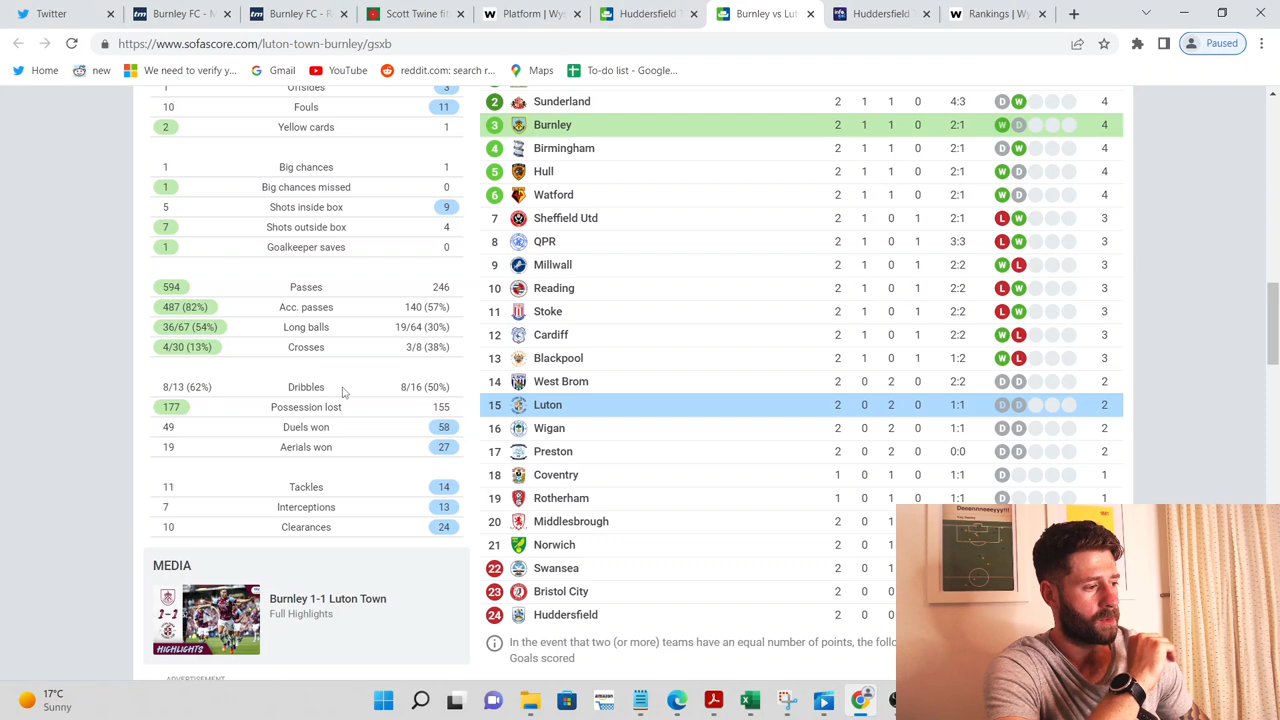 Burnley FC - M
Burnley FC - R
Shots - wine fit
Platform | W
Huddersfield T
Burnley vs Lut
Huddersfield
Rankings | W
https://www.sofascore.com/luton-town-burnley/gsxb
Paused
Home
new
We need to verify y...
Gmail
YouTube
reddit.com: search r...
Maps
To-do list - Google...
1 Offsides 3
10 Fouls 11
2 Yellow cards 1
1 Big chances 1
1 Big chances missed 0
5 Shots inside box 9
7 Shots outside box 4
1 Goalkeeper saves 0
594 Passes 246
487 (82%) Acc. passes 140 (57%)
36/67 (54%) Long balls 19/64 (30%)
4/30 (13%) 3/8 (38%)
8/13 (62%) Dribbles 8/16 (50%)
177 Possession lost 155
49 Duels won 58
19 Aerials won 27
11 Tackles 14
7 Interceptions 13
10 Clearances 24
MEDIA
1-1
HIGHLIGHTS
Burnley 1-1 Luton Town
Full Highlights
ADVERTISEMENT
2 Sunderland 2 1 1 0 4:3 D W 4
3 Burnley 2 1 1 0 2:1 W D 4
4 Birmingham 2 1 1 0 2:1 D W 4
5 Hull 2 1 1 0 2:1 W D 4
6 Watford 2 1 1 0 2:1 W D 4
7 Sheffield Utd 2 1 0 1 2:1 L W 3
8 QPR 2 1 0 1 3:3 L W 3
9 Millwall 2 1 0 1 2:2 W L 3
10 Reading 2 1 0 1 2:2 L W 3
11 Stoke 2 1 0 1 2:2 L W 3
12 Cardiff 2 1 0 1 2:2 W L 3
13 Blackpool 2 1 0 1 1:2 W L 3
14 West Brom 2 0 2 0 2:2 D D 2
15 Luton 2 0 2 0 1:1 D D 2
16 Wigan 2 0 2 0 1:1 D D 2
17 Preston 2 0 2 0 0:0 D D 2
18 Coventry 1 0 1 0 1:1 D 1
19 Rotherham 1 0 1 0 1:1 D 1
20 Middlesbrough 2 0 1
21 Norwich 2 0 1
22 Swansea 2 0 1
23 Bristol City 2 0
24 Huddersfield 2 0
In the event that two (or more) teams have an equal number of points, the follo
Goals scored
Deeennneeeyyy!!!
17°C
Sunny
amazon